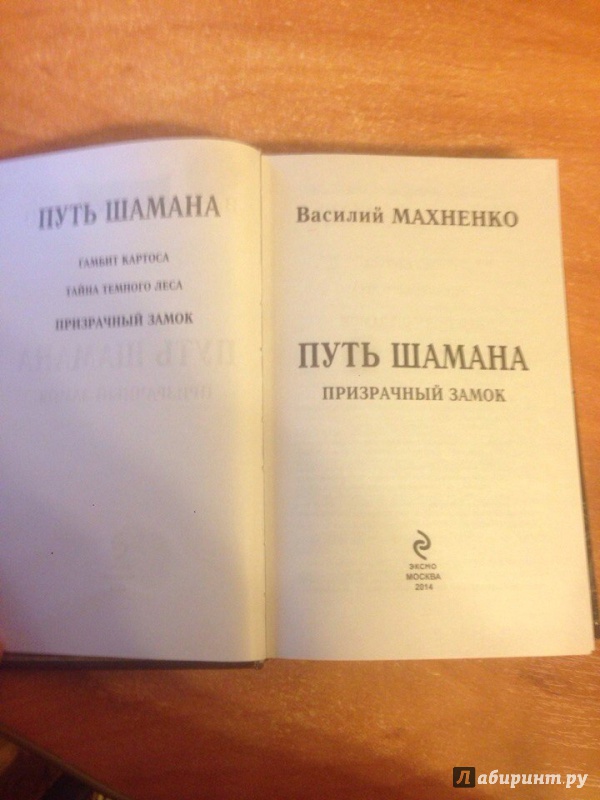 ПУТЬ ШАМАНА
ГАМБИТ КАРТОСА
ТАЙНА ТЕМНОГО ЛЕСА
ПРИЗРАЧНЫЙ ЗАМОК
Василий МАХНЕНКО
ПУТЬ ШАМАНА
ПРИЗРАЧНЫЙ ЗАМОК
ЭКСМО
МОСКВА
2014
Лабиринт.ру